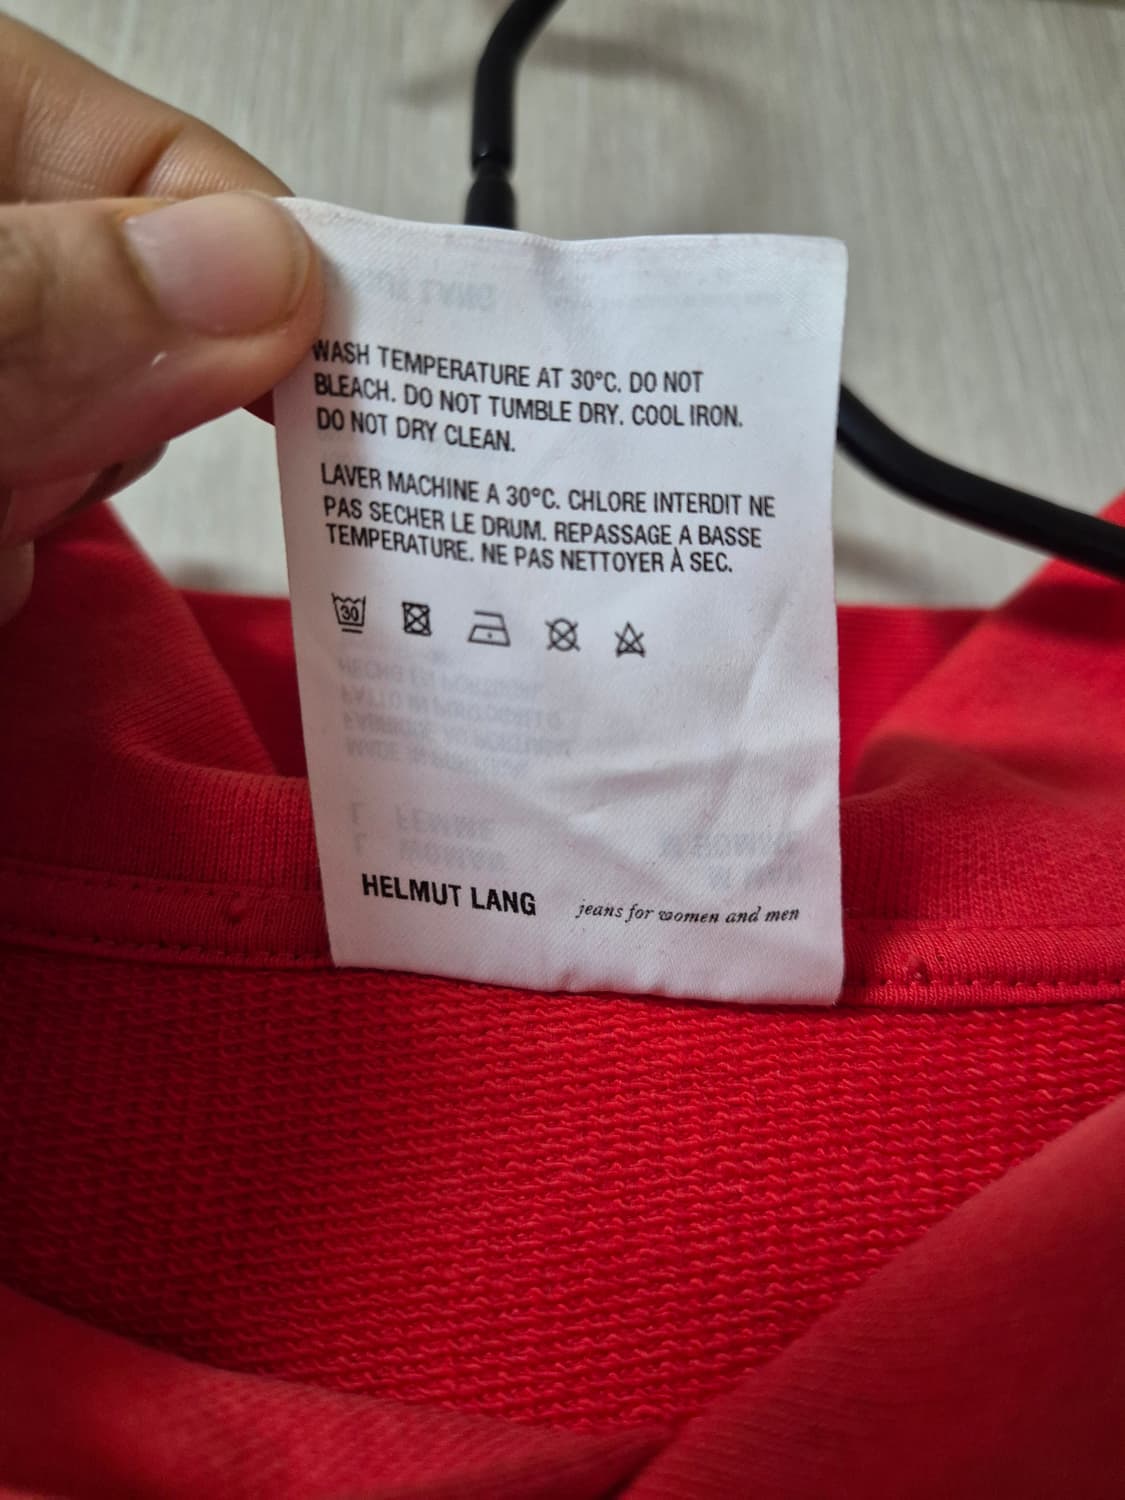 WASH TEMPERATURE AT 30°C. DO NOT
BLEACH. DO NOT TUMBLE DRY. COOL IRON.
DO NOT DRY CLEAN.
LAVER MACHINE A 30°C. CHLORE INTERDIT NE
PAS SECHER LE DRUM. REPASSAGE A BASSE
TEMPERATURE. NE PAS NETTOYER À SEC.
30
HELMUT LANG jeans for women and men